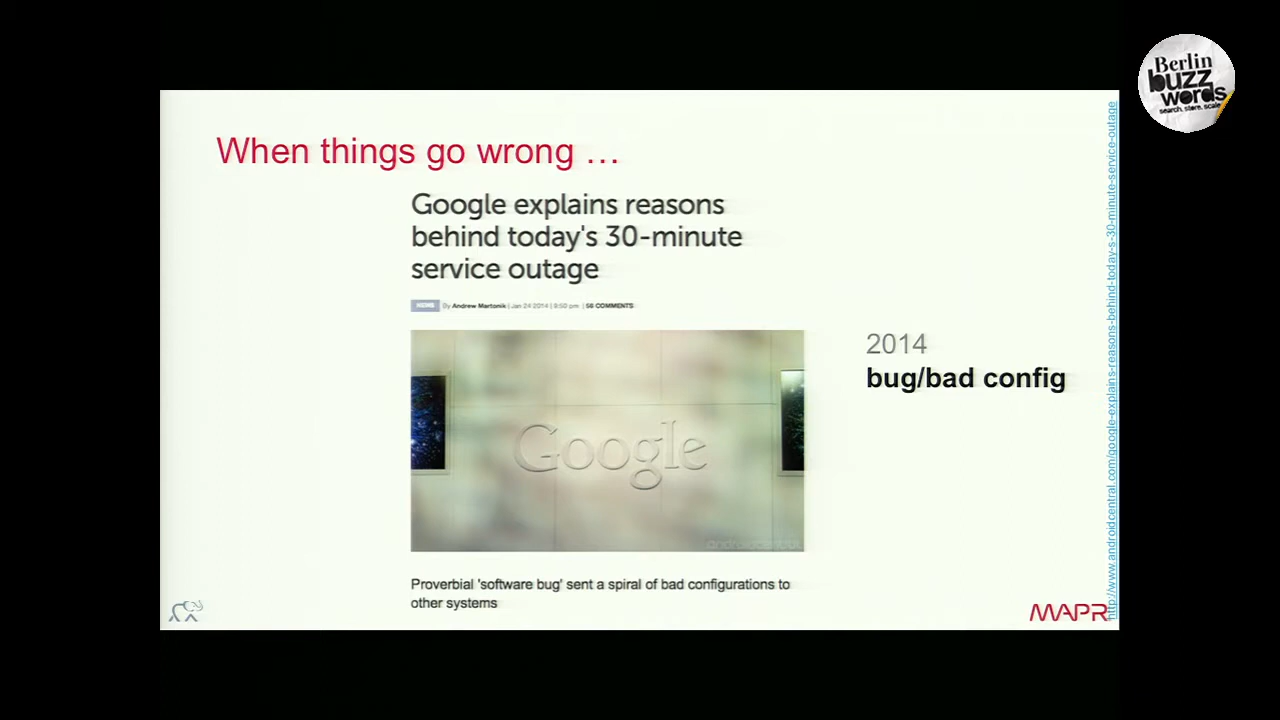 Berlin
buzz
words
search. store. scale
When things go wrong …
Google explains reasons
behind today's 30-minute
service outage
By Andrew Martonik | Jan 24 2014 | 9:50 pm | 58 COMMENTS
Google
2014
bug/bad config
Proverbial 'software bug' sent a spiral of bad configurations to
other systems
MAPR
http://www.androidcentral.com/google-explains-reasons-behind-today-s-30-minute-service-outage